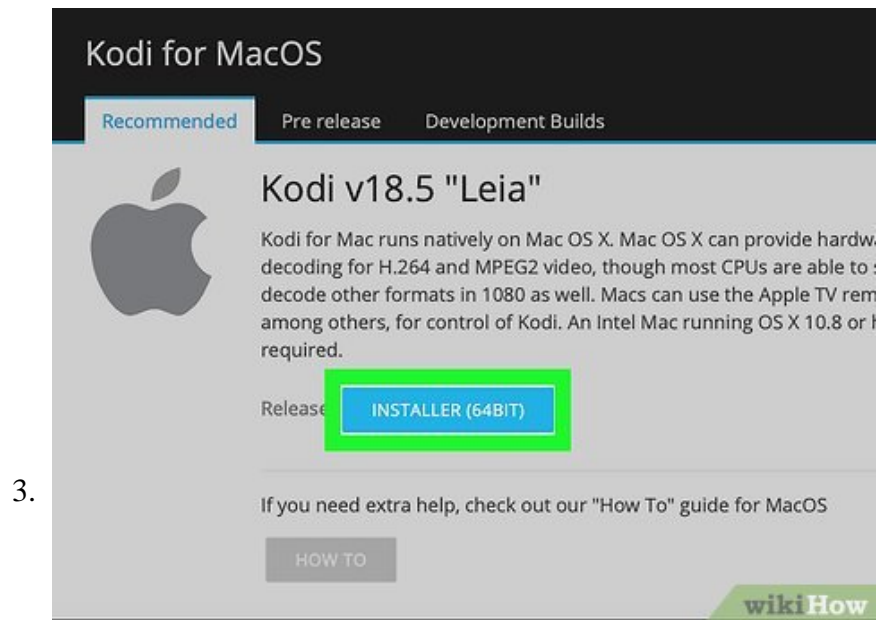 Kodi for MacOS
Recommended Pre release Development Builds
Kodi v18.5 "Leia"
Kodi for Mac runs natively on Mac OS X. Mac OS X can provide
decoding for H.264 and MPEG2 video, though most CPUs are able to
decode other formats in 1080 as well. Macs can use the Apple TV
among others, for control of Kodi. An Intel Mac running OS X 10.8 or
required.
Release INSTALLER (64BIT)
3.
If you need extra help, check out our "How To" guide for MacOS
HOW TO
wikiHow